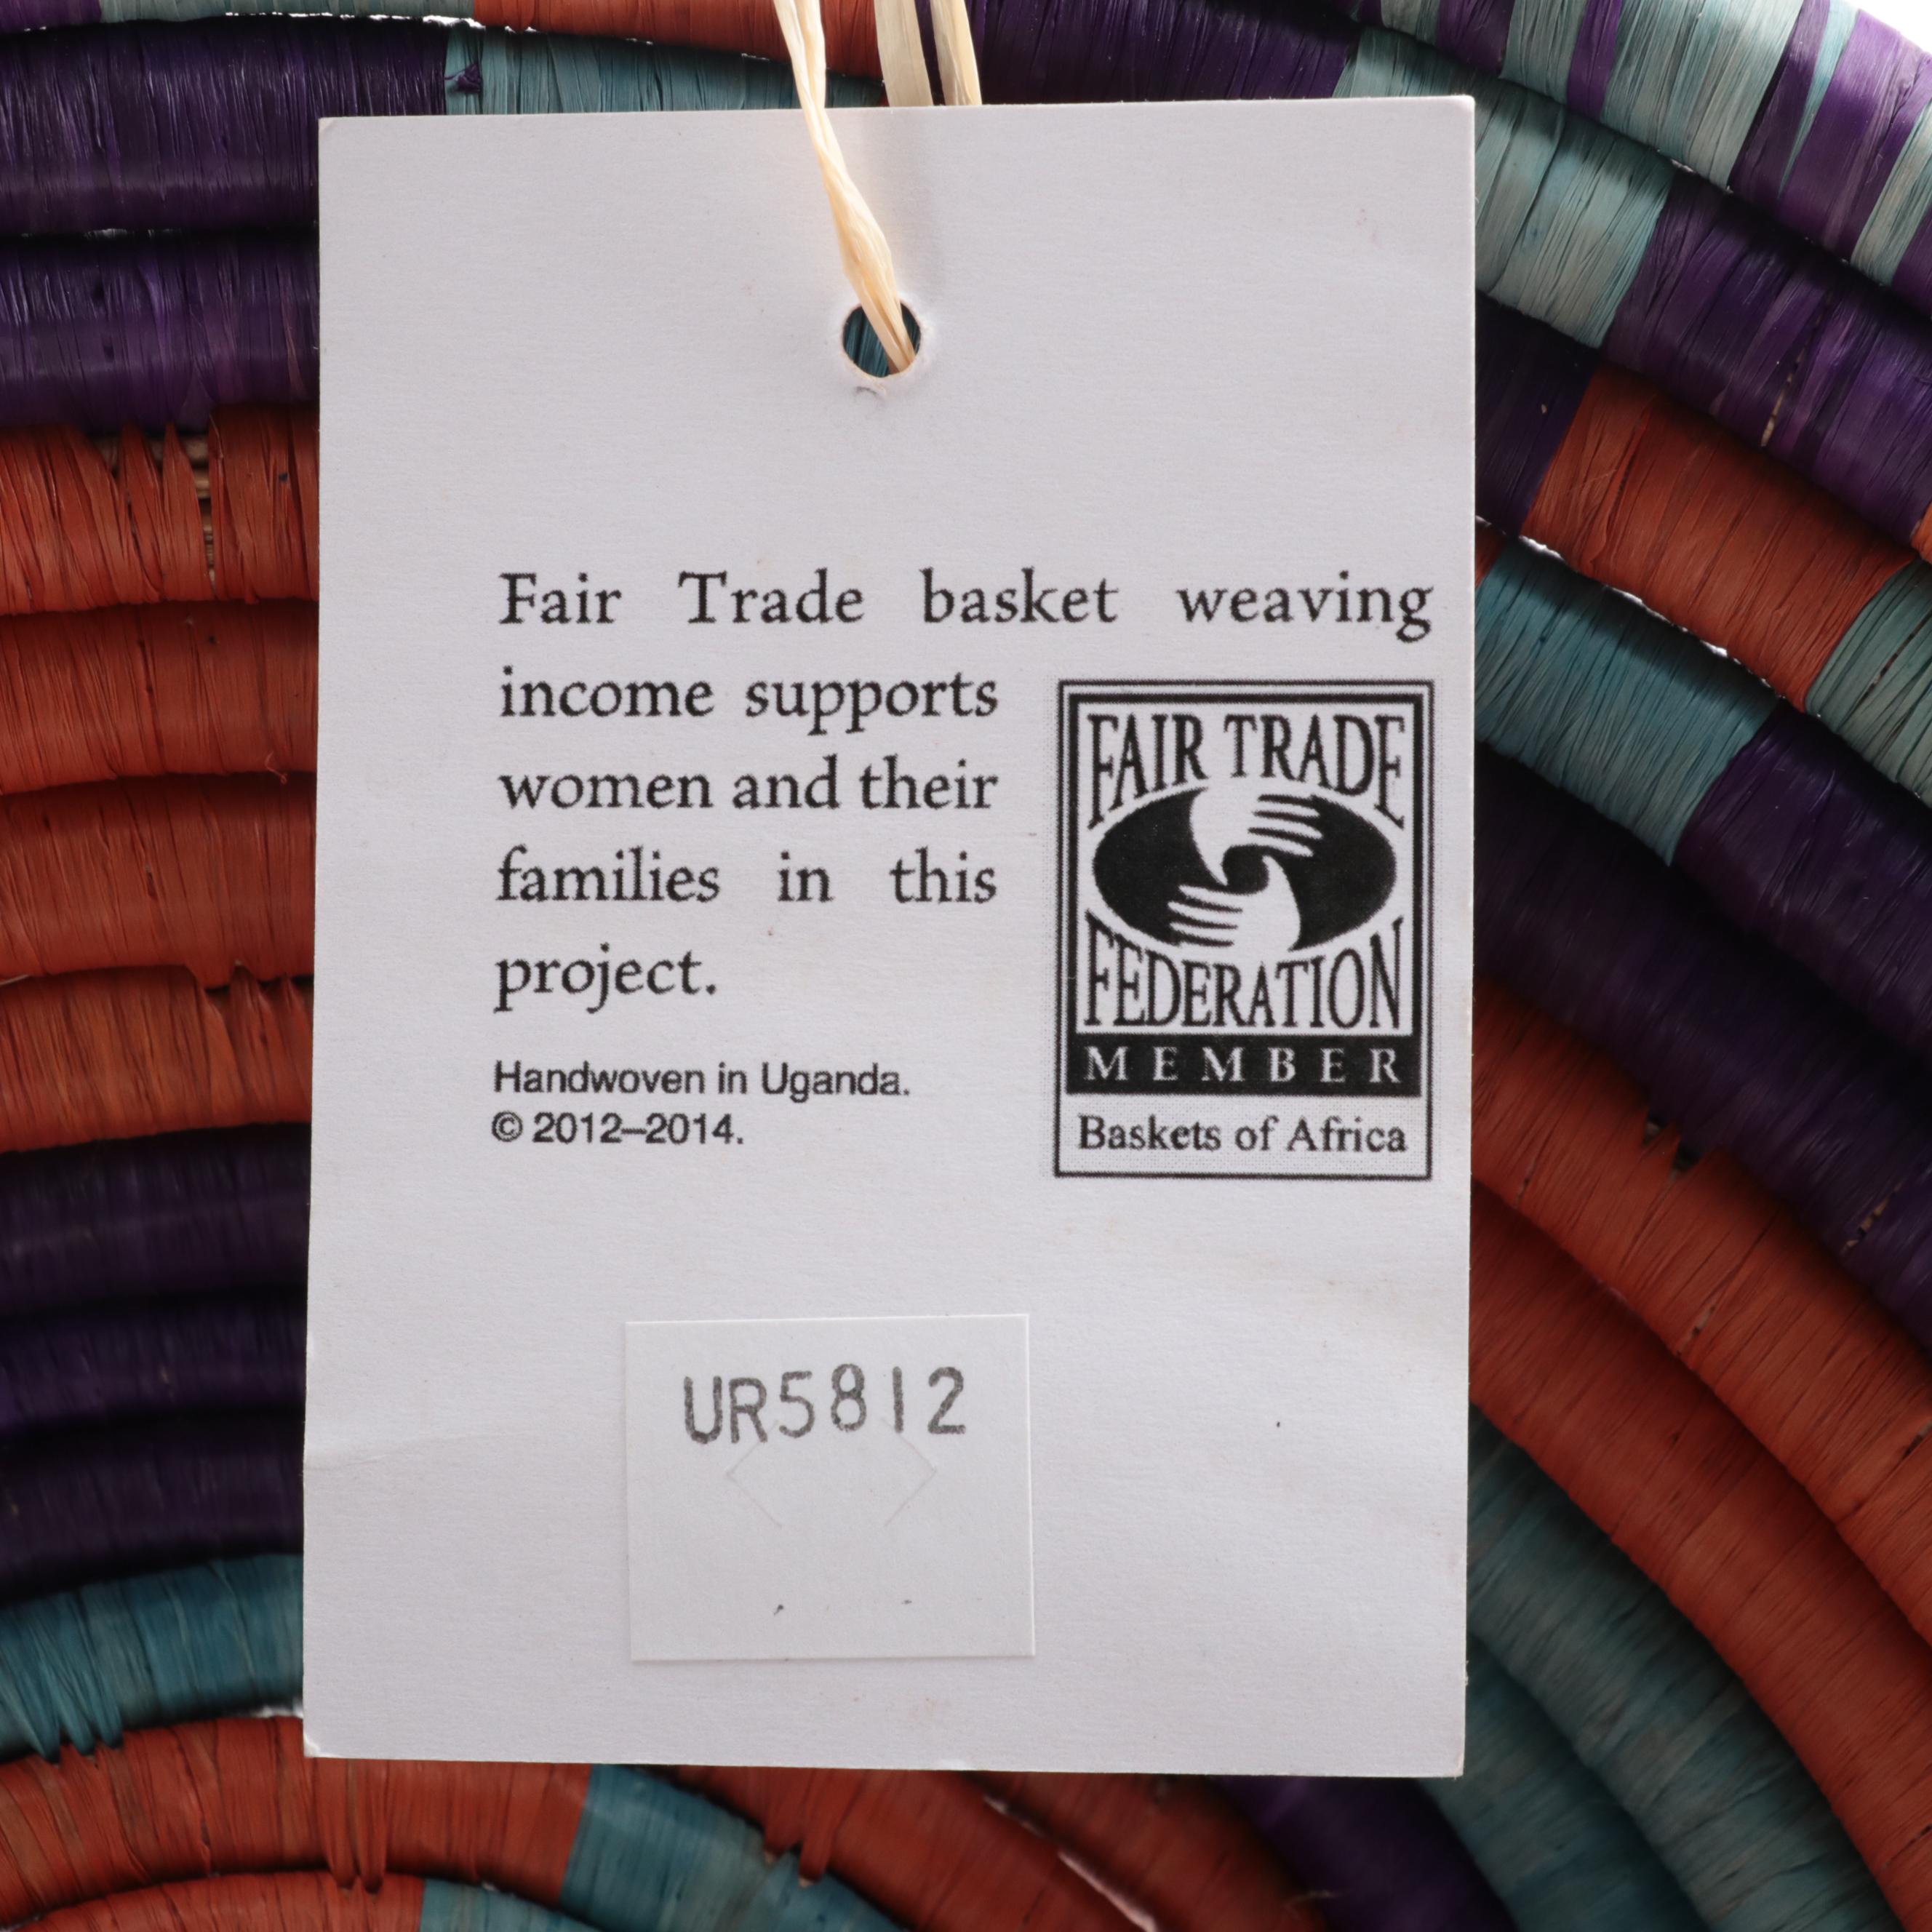 Fair Trade basket weaving
income supports
women and their
families in this
project.
Handwoven in Uganda.
© 2012–2014.
FAIR TRADE
FEDERATION
MEMBER
Baskets of Africa
UR5812